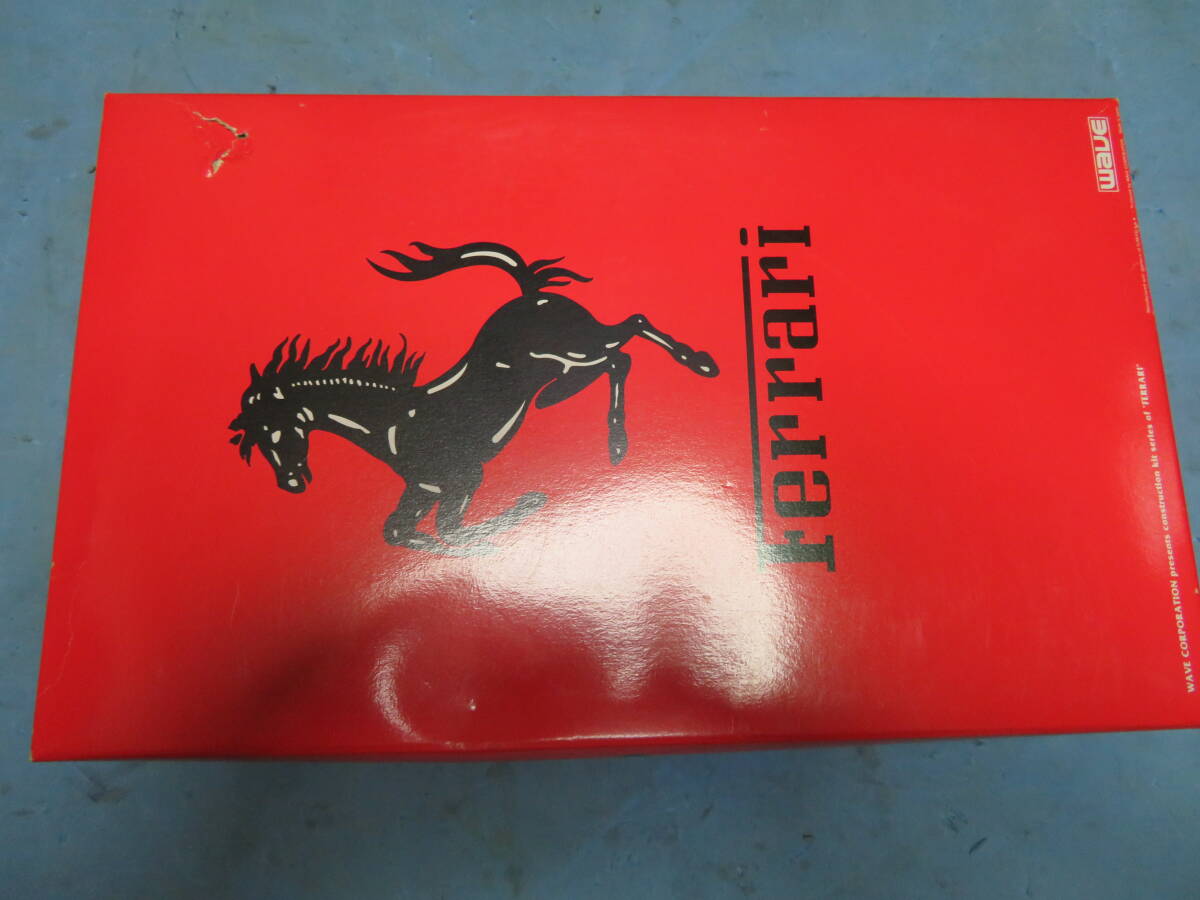 wave
Ferrari
WAVE CORPORATION presents construction kit series of "FERRARI"